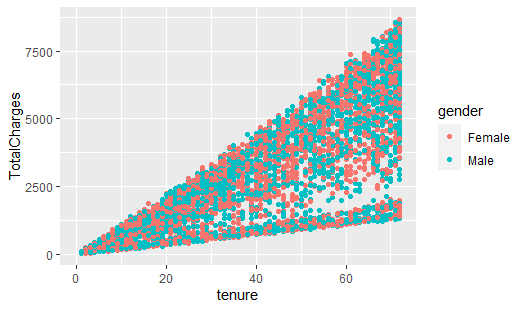 7500
5000
2500
0
TotalCharges
0 20 40 60
tenure
gender
Female
Male